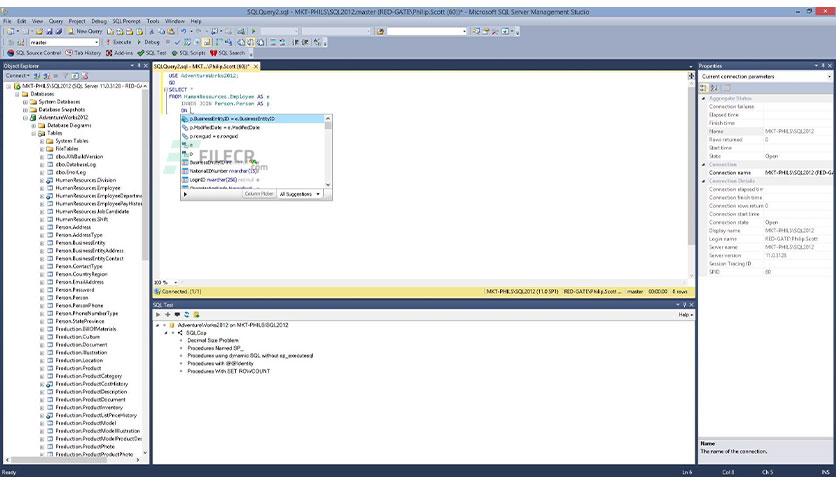 SQLQuery2.sql - MKT-PHILS\SQL2012.master (RED-GATE\Philip.Scott (60))* - Microsoft SQL Server Management Studio
File Edit View Query Project Debug SQL Prompt Tools Window Help
New Query
master Execute Debug
SQL Source Control Tab History Add-ins SQL Test SQL Scripts SQL Search
Object Explorer
Connect
MKT-PHILS\SQL2012 (SQL Server 11.0.3128 - RED-GATE\Philip
Databases
System Databases
Database Snapshots
AdventureWorks2012
Database Diagrams
Tables
System Tables
FileTables
dbo.AWBuildVersion
dbo.DatabaseLog
dbo.ErrorLog
HumanResources.Division
HumanResources.Employee
HumanResources.EmployeeDepartm
HumanResources.EmployeePayHisto
HumanResources.JobCandidate
HumanResources.Shift
Person.Address
Person.AddressType
Person.BusinessEntity
Person.BusinessEntityAddress
Person.BusinessEntityContact
Person.ContactType
Person.CountryRegion
Person.EmailAddress
Person.Password
Person.Person
Person.PersonPhone
Person.PhoneNumberType
Person.StateProvince
Production.BillOfMaterials
Production.Culture
Production.Document
Production.Illustration
Production.Location
Production.Product
Production.ProductCategory
Production.ProductCostHistory
Production.ProductDescription
Production.ProductDocument
Production.ProductInventory
Production.ProductListPriceHistory
Production.ProductModel
Production.ProductModelIllustration
Production.ProductModelProductDes
Production.ProductPhoto
Production.ProductProductPhoto
SQLQuery2.sql - MKT-...Philip.Scott (60))*
USE AdventureWorks2012;
GO
SELECT *
FROM HumanResources.Employee AS e
INNER JOIN Person.Person AS p
ON
p.BusinessEntityID = e.BusinessEntityID
p.ModifiedDate = e.ModifiedDate
p.rowguid = e.rowguid
e
p
BusinessEntityID int
NationalIDNumber nvarchar(15)
LoginID nvarchar(256) not null e
Column Picker All Suggestions
FILECR
.com
100 %
Connected. (1/1) MKT-PHILS\SQL2012 (11.0 SP1) RED-GATE\Philip.Scott ... master 00:00:00 0 rows
SQL Test
Help
AdventureWorks2012 on MKT-PHILS\SQL2012
SQLCop
Decimal Size Problem
Procedures Named SP_
Procedures using dynamic SQL without sp_executesql
Procedures with @@Identity
Procedures With SET ROWCOUNT
Properties
Current connection parameters
Aggregate Status
Connection failure
Elapsed time
Finish time
Name MKT-PHILS\SQL2012
Rows returned 0
Start time
State Open
Connection
Connection name MKT-PHILS\SQL2012 (RED-GA
Connection Details
Connection elapsed tim
Connection finish time
Connection rows return 0
Connection start time
Connection state Open
Display name MKT-PHILS\SQL2012
Login name RED-GATE\Philip.Scott
Server name MKT-PHILS\SQL2012
Server version 11.0.3128
Session Tracing ID
SPID 60
Name
The name of the connection.
Ready Ln 6 Col 8 Ch 5 INS